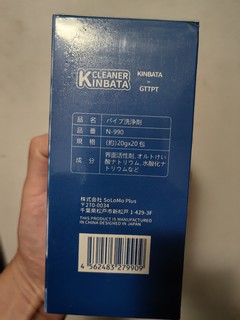 CLEANER
KINBATA
KINBATA
×
GTTPT
品名 パイプ洗浄剤
品番 N-990
規格 (約)20gx20包
成分 界面活性剤、オルトけい
酸ナトリウム、水酸化ナ
トリウムなど
株式会社 SoLoMo Plus
〒270-0034
千葉県松戸市新松戸 1-429-3F
THIS PRODUCT IS MANUFACTURED
IN CHINA DESIGNED IN JAPAN
4 562483 279909